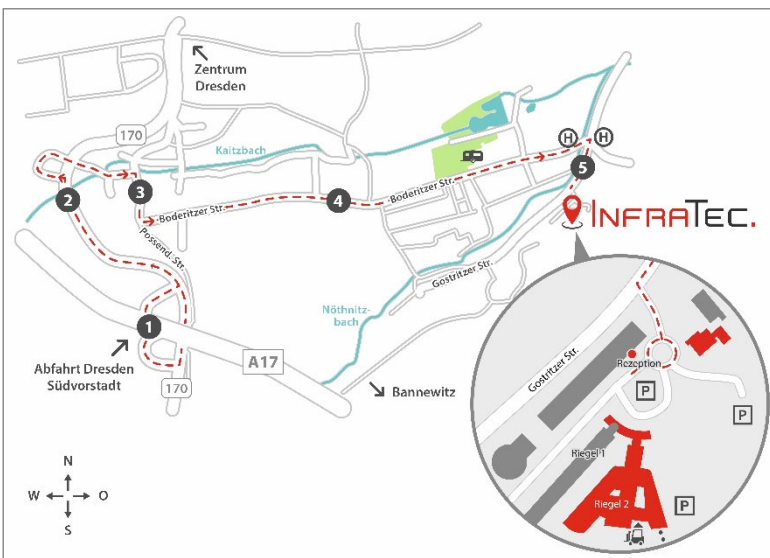 Zentrum
Dresden
170
Kaitzbach
H
H
3
2
5
4
Boderitzer Str.
Boderitzer Str.
Possend. Str.
INFRATEC.
Gostritzer Str.
Nöthnitz-
bach
1
Abfahrt Dresden
Südvorstadt
A17
170
Bannewitz
Gostritzer Str.
Rezeption
P
P
Riegel 1
Riegel 2
P
N
W
O
S